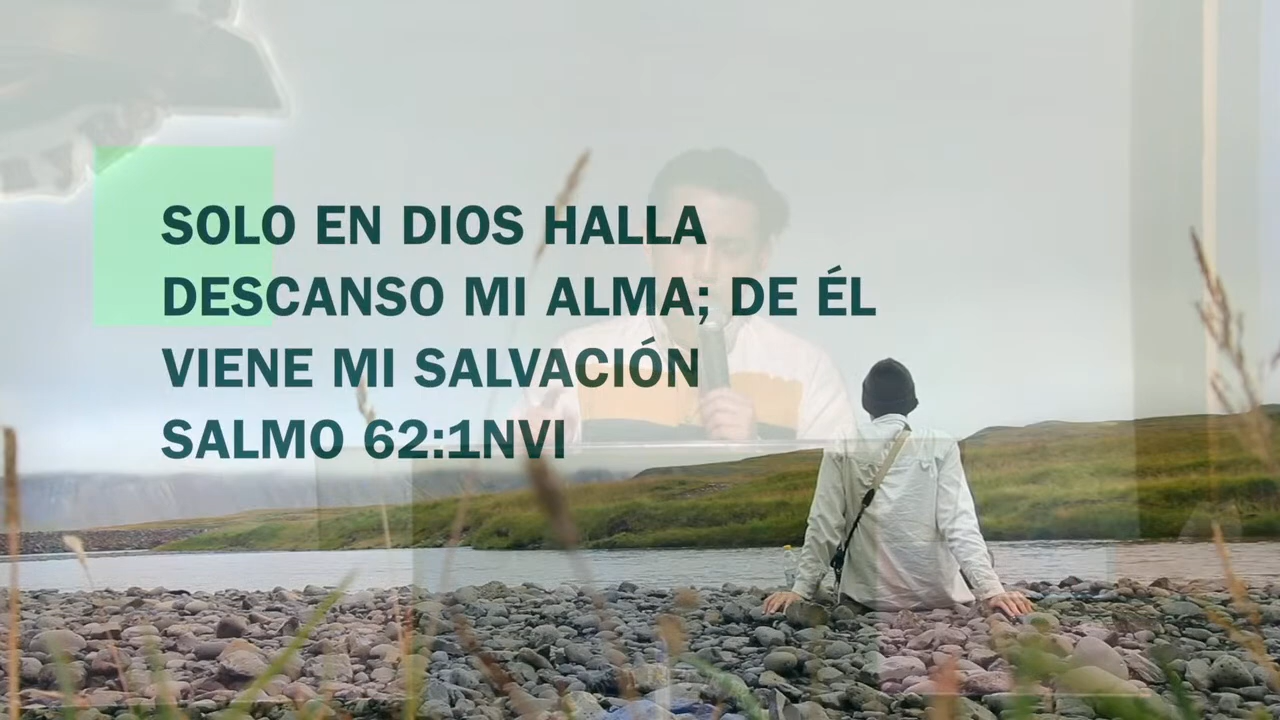 SOLO EN DIOS HALLA
DESCANSO MI ALMA; DE ÉL
VIENE MI SALVACIÓN
SALMO 62:1NVI